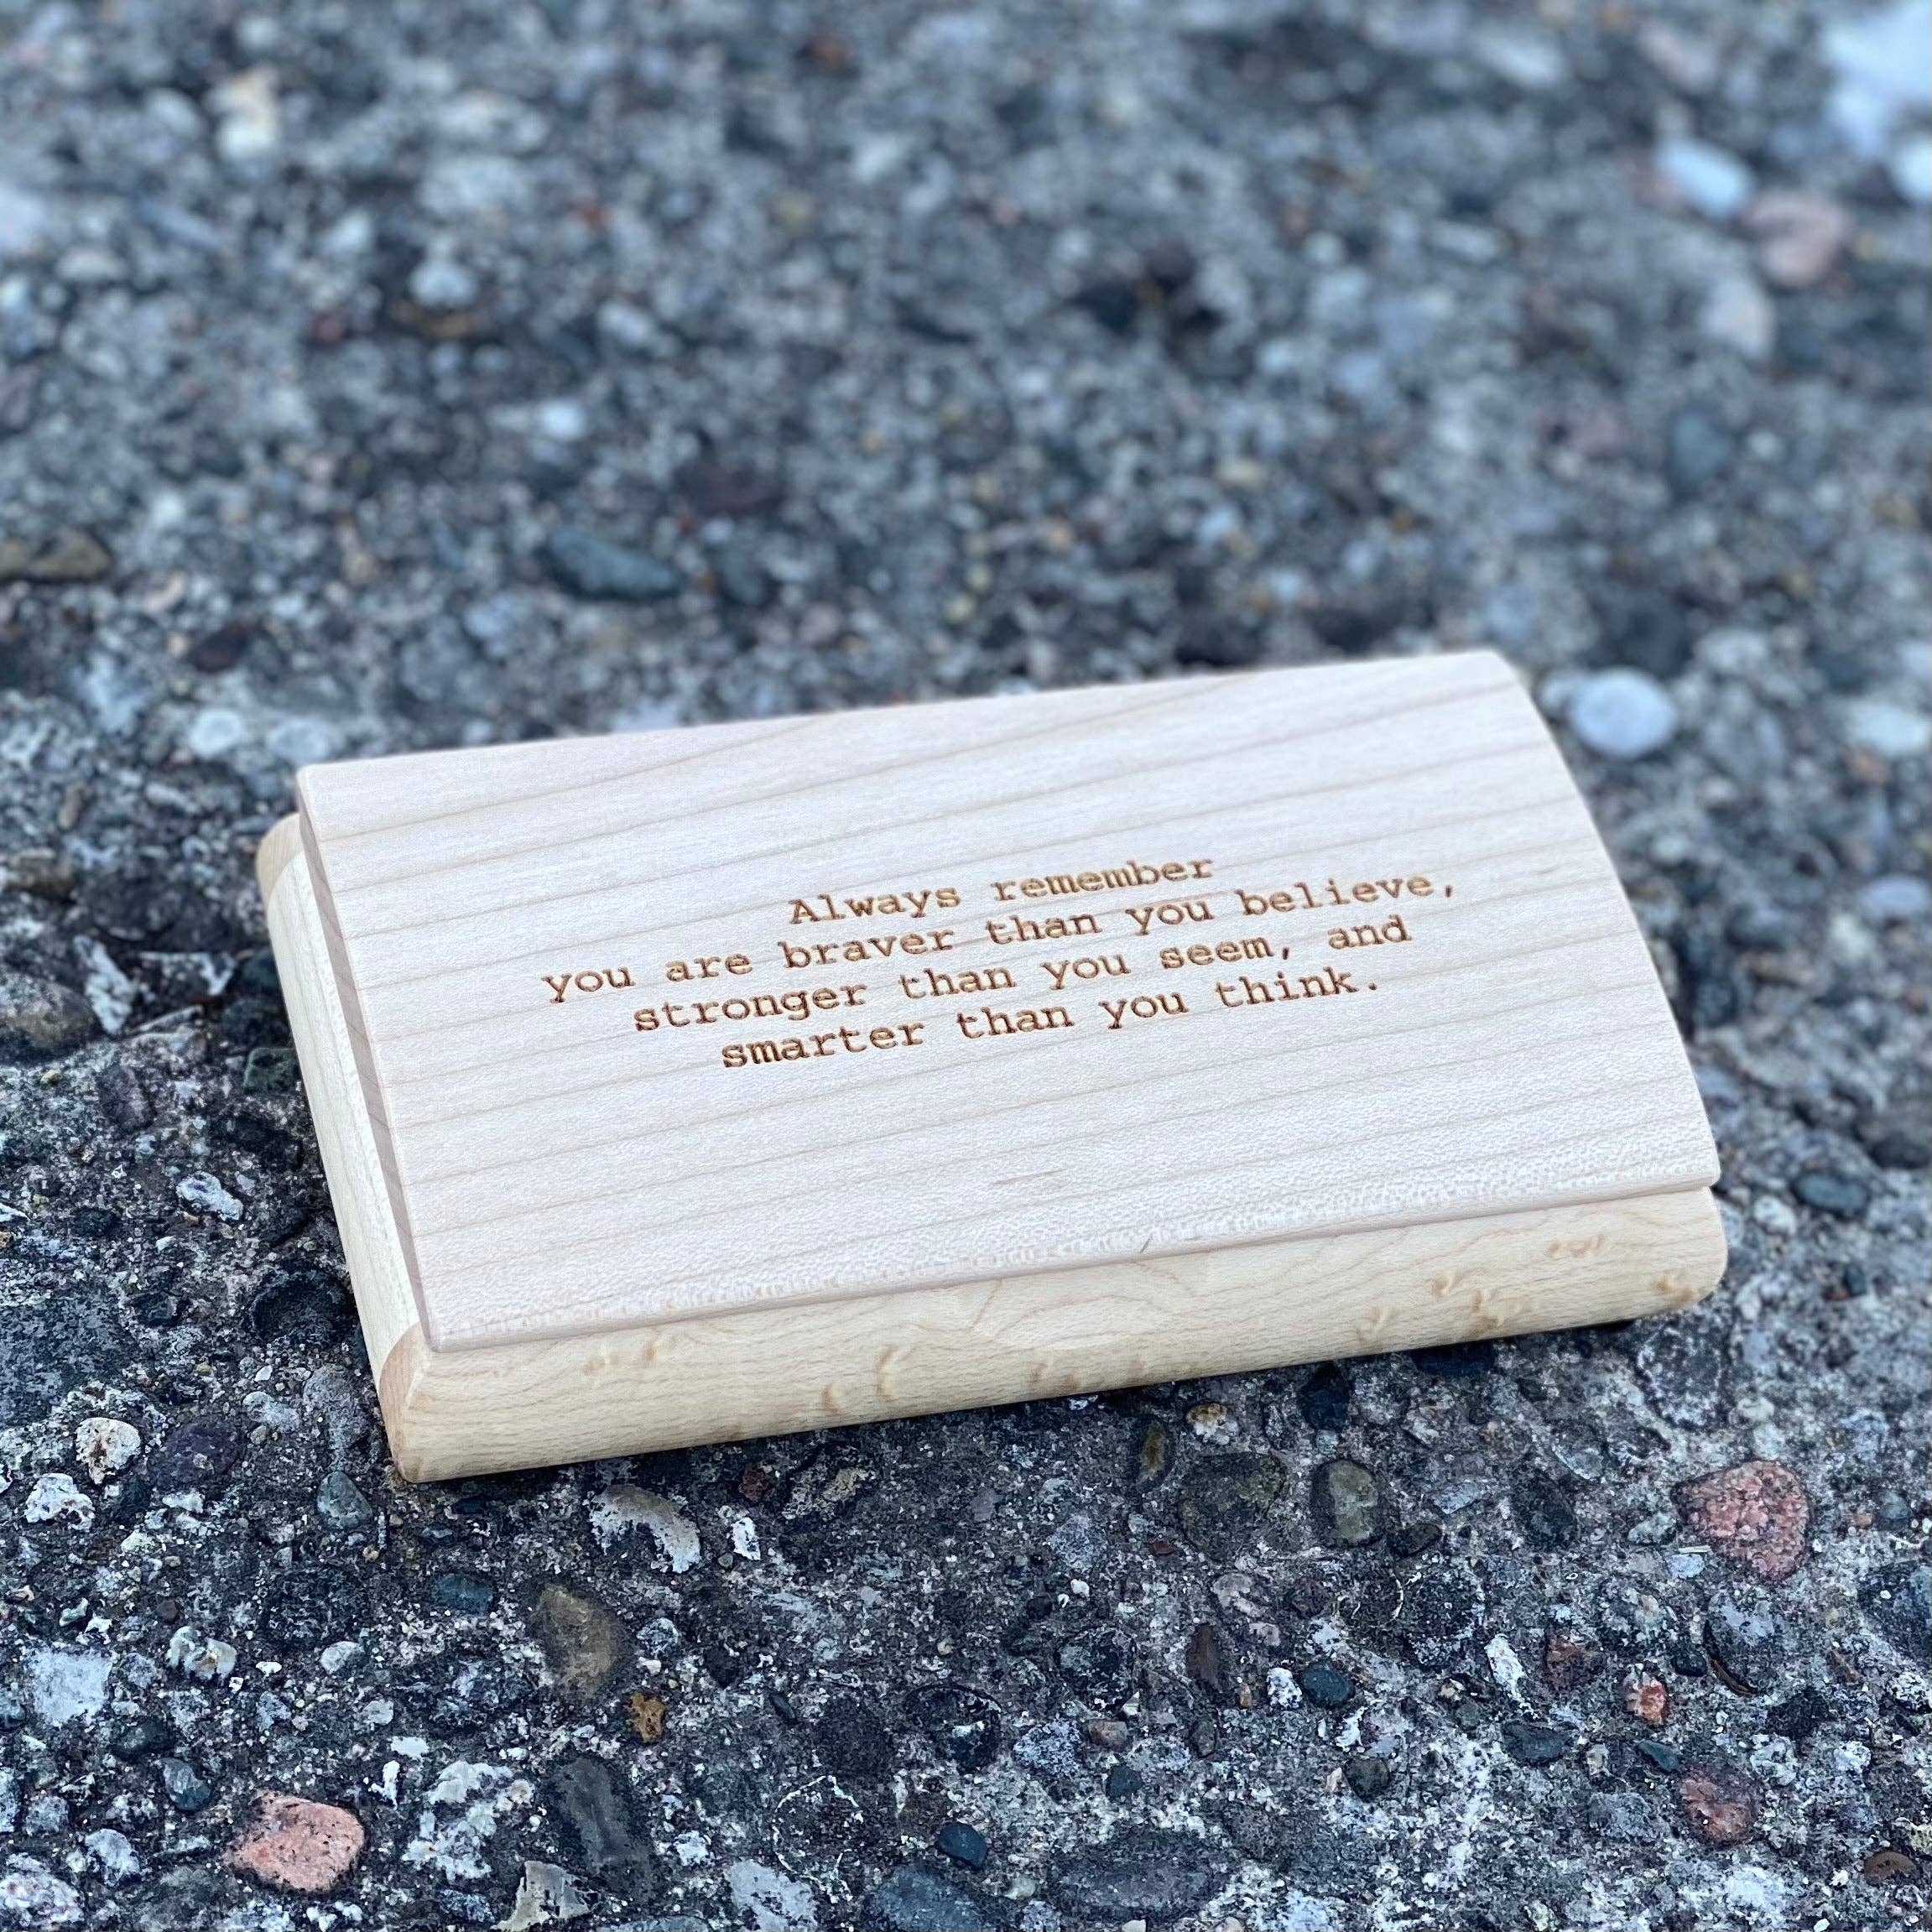 Always remember
you are braver than you believe,
stronger than you seem, and
smarter than you think.